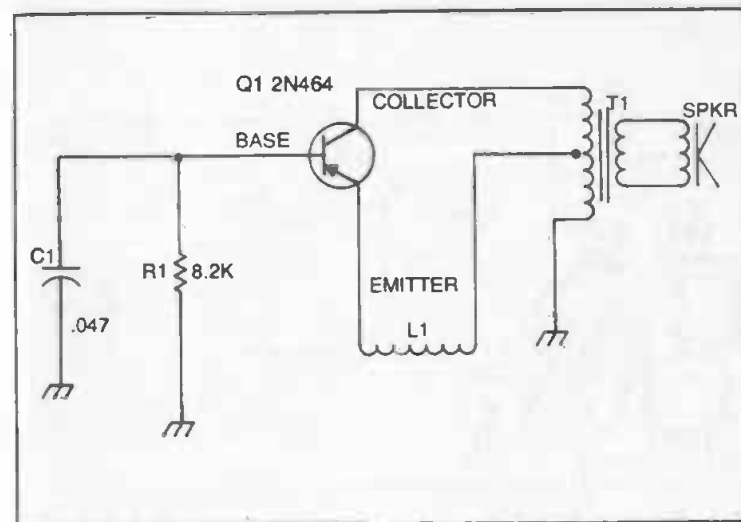 Q1 2N464
COLLECTOR
T1
SPKR
BASE
C1
R1
8.2K
EMITTER
.047
L1